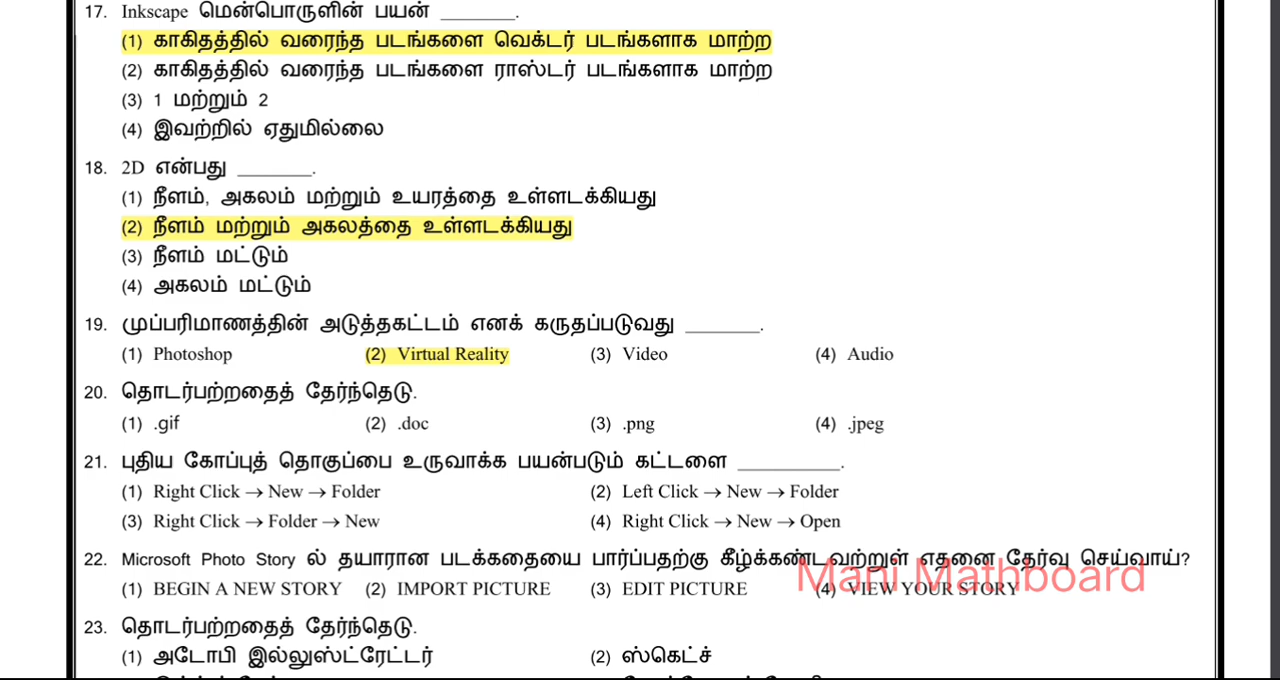 17. Inkscape மென்பொருளின் பயன் ________.
(1) காகிதத்தில் வரைந்த படங்களை வெக்டர் படங்களாக மாற்ற
(2) காகிதத்தில் வரைந்த படங்களை ராஸ்டர் படங்களாக மாற்ற
(3) 1 மற்றும் 2
(4) இவற்றில் ஏதுமில்லை
18. 2D என்பது ________.
(1) நீளம், அகலம் மற்றும் உயரத்தை உள்ளடக்கியது
(2) நீளம் மற்றும் அகலத்தை உள்ளடக்கியது
(3) நீளம் மட்டும்
(4) அகலம் மட்டும்
19. முப்பரிமாணத்தின் அடுத்தகட்டம் எனக் கருதப்படுவது ________.
(1) Photoshop (2) Virtual Reality (3) Video (4) Audio
20. தொடர்பற்றதைத் தேர்ந்தெடு.
(1) .gif (2) .doc (3) .png (4) .jpeg
21. புதிய கோப்புத் தொகுப்பை உருவாக்க பயன்படும் கட்டளை ___________.
(1) Right Click → New → Folder (2) Left Click → New → Folder
(3) Right Click → Folder → New (4) Right Click → New → Open
22. Microsoft Photo Story ல் தயாரான படக்கதையை பார்ப்பதற்கு கீழ்க்கண்டவற்றுள் எதனை தேர்வு செய்வாய்?
Mani Mathboard
(1) BEGIN A NEW STORY (2) IMPORT PICTURE (3) EDIT PICTURE (4) VIEW YOUR STORY
23. தொடர்பற்றதைத் தேர்ந்தெடு.
(1) அடோபி இல்லுஸ்ட்ரேட்டர் (2) ஸ்கெட்ச்